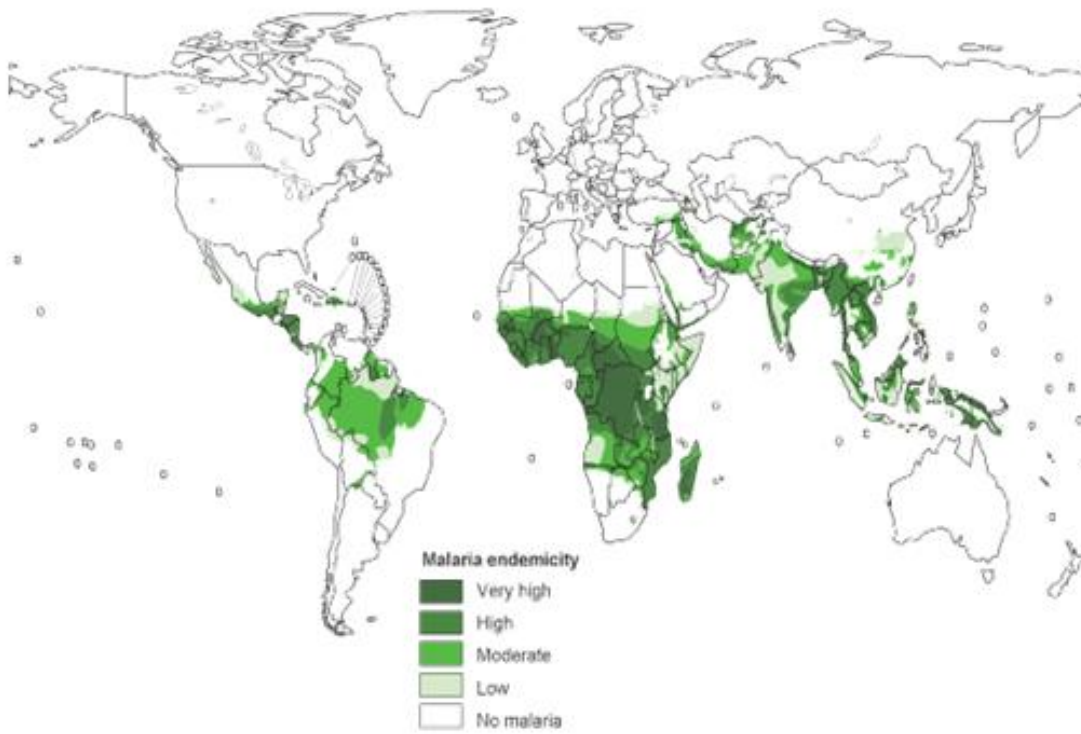 Malaria endemicity
Very high
High
Moderate
Low
No malaria